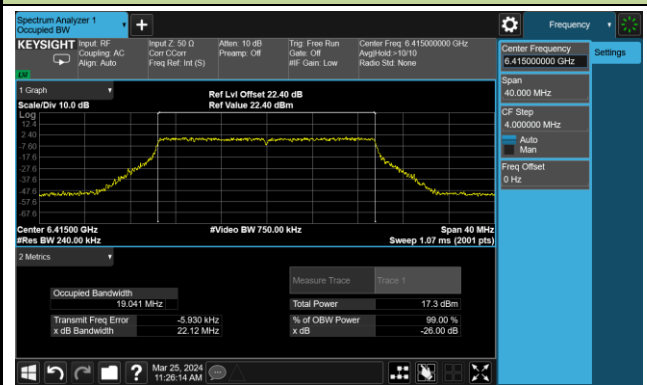 Spectrum Analyzer 1
Occupied BW
Frequency
KEYSIGHT
Input: RF
Coupling: AC
Align: Auto
Input Z: 50 Ω
Corr CCorr
Freq Ref: Int (S)
Atten: 10 dB
Preamp: Off
Trig: Free Run
Gate: Off
#IF Gain: Low
Center Freq: 6.415000000 GHz
Avg|Hold:>10/10
Radio Std: None
Center Frequency
6.415000000 GHz
Settings
Span
40.000 MHz
CF Step
4.000000 MHz
Auto
Man
Freq Offset
0 Hz
1 Graph
Scale/Div 10.0 dB
Ref Lvl Offset 22.40 dB
Ref Value 22.40 dBm
Log
12.4
2.40
-7.60
-17.6
-27.6
-37.6
-47.6
-57.6
-67.6
Center 6.41500 GHz
#Res BW 240.00 kHz
#Video BW 750.00 kHz
Span 40 MHz
Sweep 1.07 ms (2001 pts)
2 Metrics
Measure Trace
Trace 1
Occupied Bandwidth
19.041 MHz
Total Power
17.3 dBm
Transmit Freq Error
-5.930 kHz
% of OBW Power
99.00 %
x dB Bandwidth
22.12 MHz
x dB
-26.00 dB
?
Mar 25, 2024
11:26:14 AM